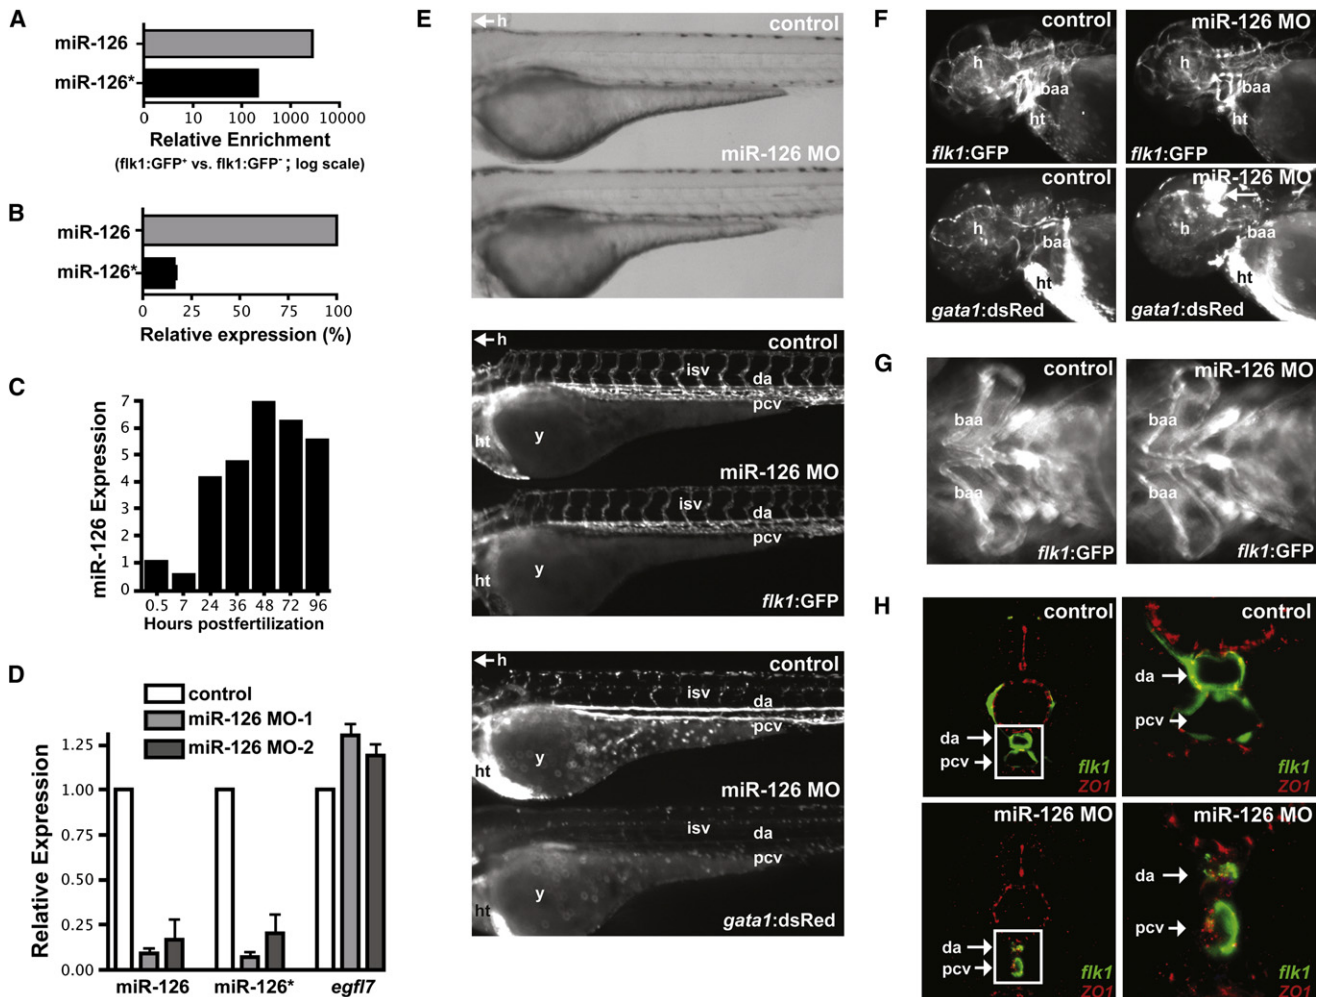 A
miR-126
miR-126*
0 10 100 1000 10000
Relative Enrichment
(flk1:GFP⁺ vs. flk1:GFP⁻ ; log scale)
B
miR-126
miR-126*
0 25 50 75 100
Relative expression (%)
C
miR-126 Expression
7
6
5
4
3
2
1
0
0.5 7 24 36 48 72 96
Hours postfertilization
D
control
miR-126 MO-1
miR-126 MO-2
Relative Expression
1.25
1.00
0.75
0.50
0.25
0.00
miR-126 miR-126* egfl7
E
h
control
miR-126 MO
h
control
isv
da
pcv
ht
y
miR-126 MO
isv
da
pcv
ht
y
flk1:GFP
h
control
isv
da
pcv
y
ht
miR-126 MO
isv
da
pcv
y
ht
gata1:dsRed
F
control
h
baa
ht
flk1:GFP
miR-126 MO
h
baa
ht
flk1:GFP
control
h
baa
ht
gata1:dsRed
miR-126 MO
h
baa
ht
gata1:dsRed
G
control
baa
baa
flk1:GFP
miR-126 MO
baa
baa
flk1:GFP
H
control
da
pcv
flk1
ZO1
control
da
pcv
flk1
ZO1
miR-126 MO
da
pcv
flk1
ZO1
miR-126 MO
da
pcv
flk1
ZO1